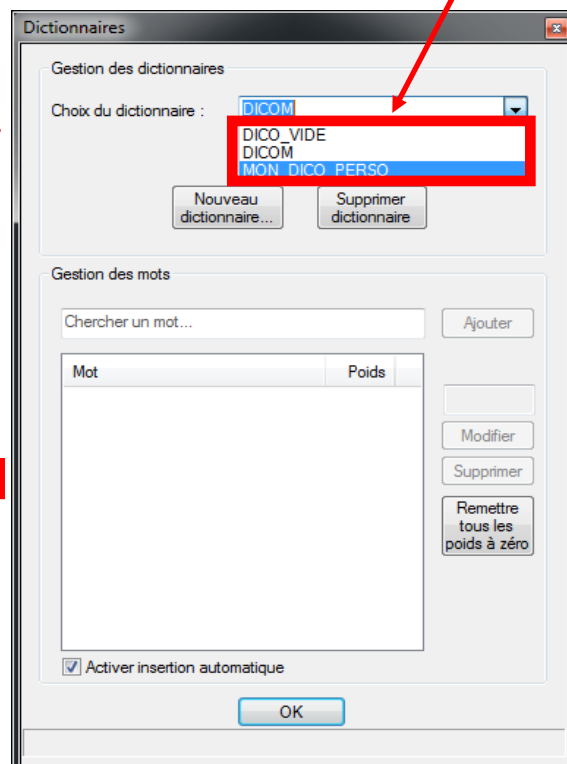 Dictionnaires
Gestion des dictionnaires
Choix du dictionnaire :
DICOM
DICO_VIDE
DICOM
MON_DICO_PERSO
Nouveau
dictionnaire...
Supprimer
dictionnaire
Gestion des mots
Chercher un mot...
Ajouter
Mot Poids
Modifier
Supprimer
Remettre
tous les
poids à zéro
Activer insertion automatique
OK